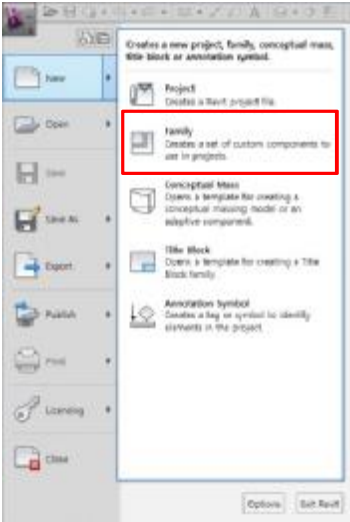 Creates a new project, family, conceptual mass,
title block or annotation symbol.
New
Project
Creates a Revit project file.
Open
Family
Creates a set of custom components to
use in projects.
Save
Conceptual Mass
Opens a template for creating a
conceptual massing model or an
adaptive component.
Save As
Title Block
Opens a template for creating a Title
Block family.
Export
Annotation Symbol
Creates a tag or symbol to identify
elements in the project.
Publish
Print
Licensing
Close
Options
Exit Revit